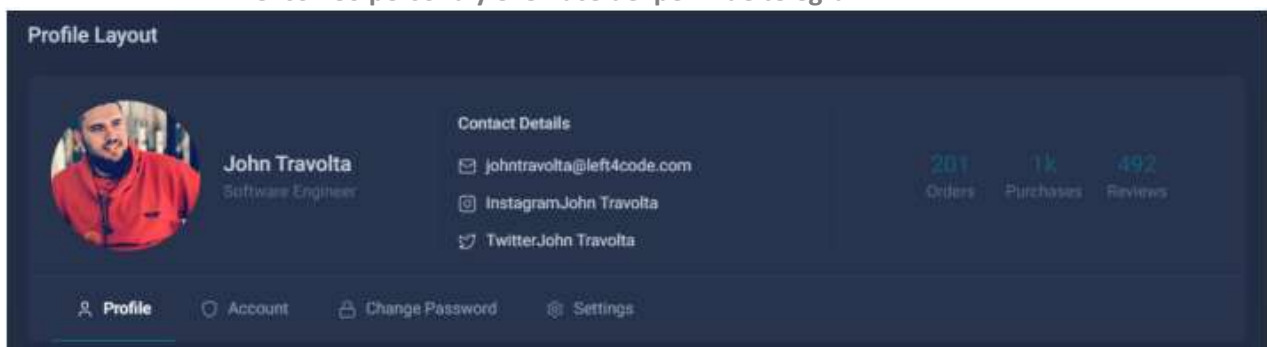 Profile Layout
John Travolta
Software Engineer
Contact Details
johntravolta@left4code.com
InstagramJohn Travolta
TwitterJohn Travolta
201 1k 492
Orders Purchases Reviews
Profile Account Change Password Settings